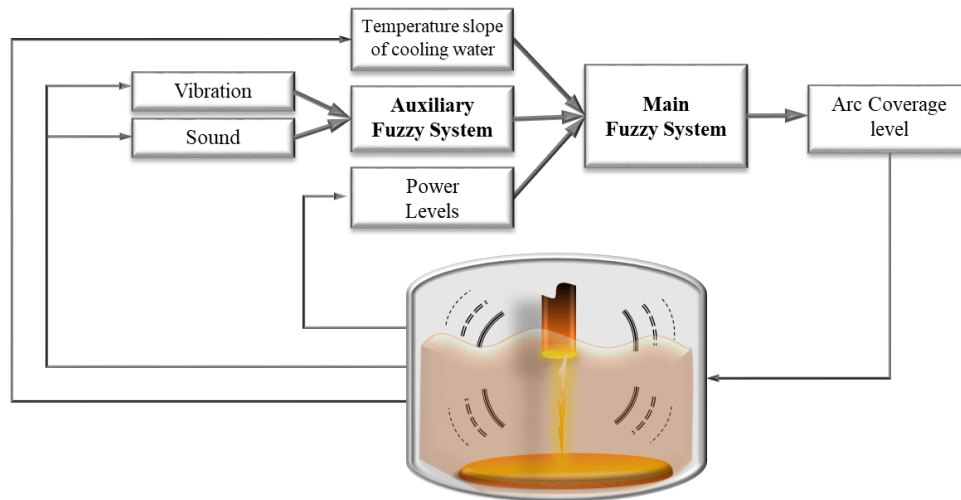 Temperature slope
of cooling water
Vibration
Sound
Auxiliary
Fuzzy System
Power
Levels
Main
Fuzzy System
Arc Coverage
level